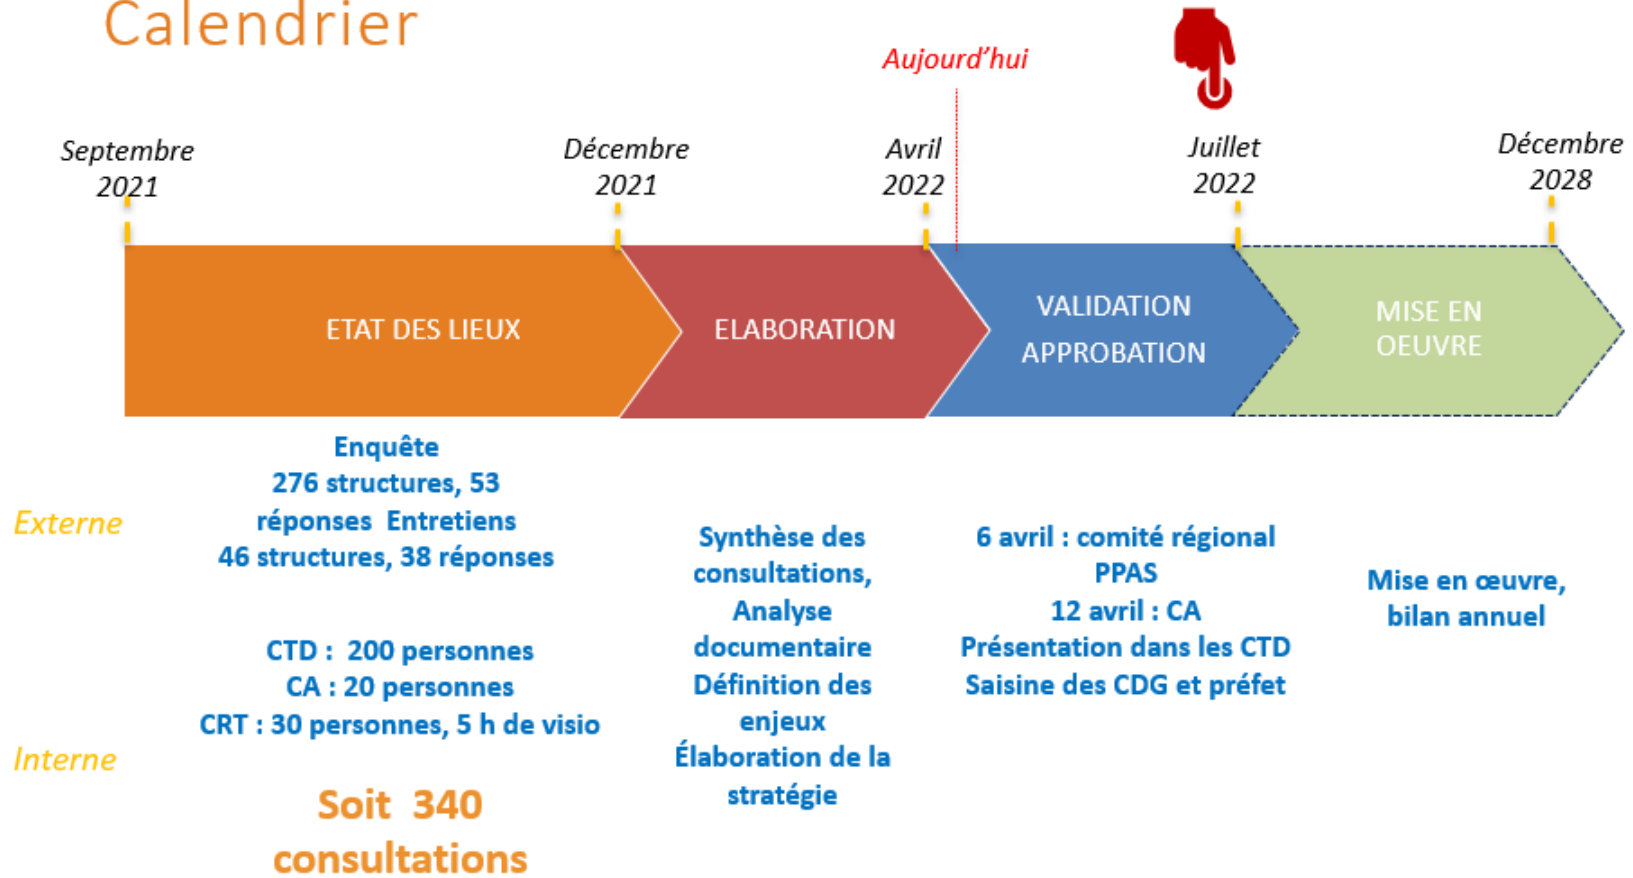 Calendrier
Aujourd’hui
Septembre
2021
Décembre
2021
Avril
2022
Juillet
2022
Décembre
2028
ETAT DES LIEUX
ELABORATION
VALIDATION
APPROBATION
MISE EN
OEUVRE
Externe
Enquête
276 structures, 53
réponses Entretiens
46 structures, 38 réponses
Interne
CTD : 200 personnes
CA : 20 personnes
CRT : 30 personnes, 5 h de visio
Soit 340
consultations
Synthèse des
consultations,
Analyse
documentaire
Définition des
enjeux
Élaboration de la
stratégie
6 avril : comité régional
PPAS
12 avril : CA
Présentation dans les CTD
Saisine des CDG et préfet
Mise en œuvre,
bilan annuel